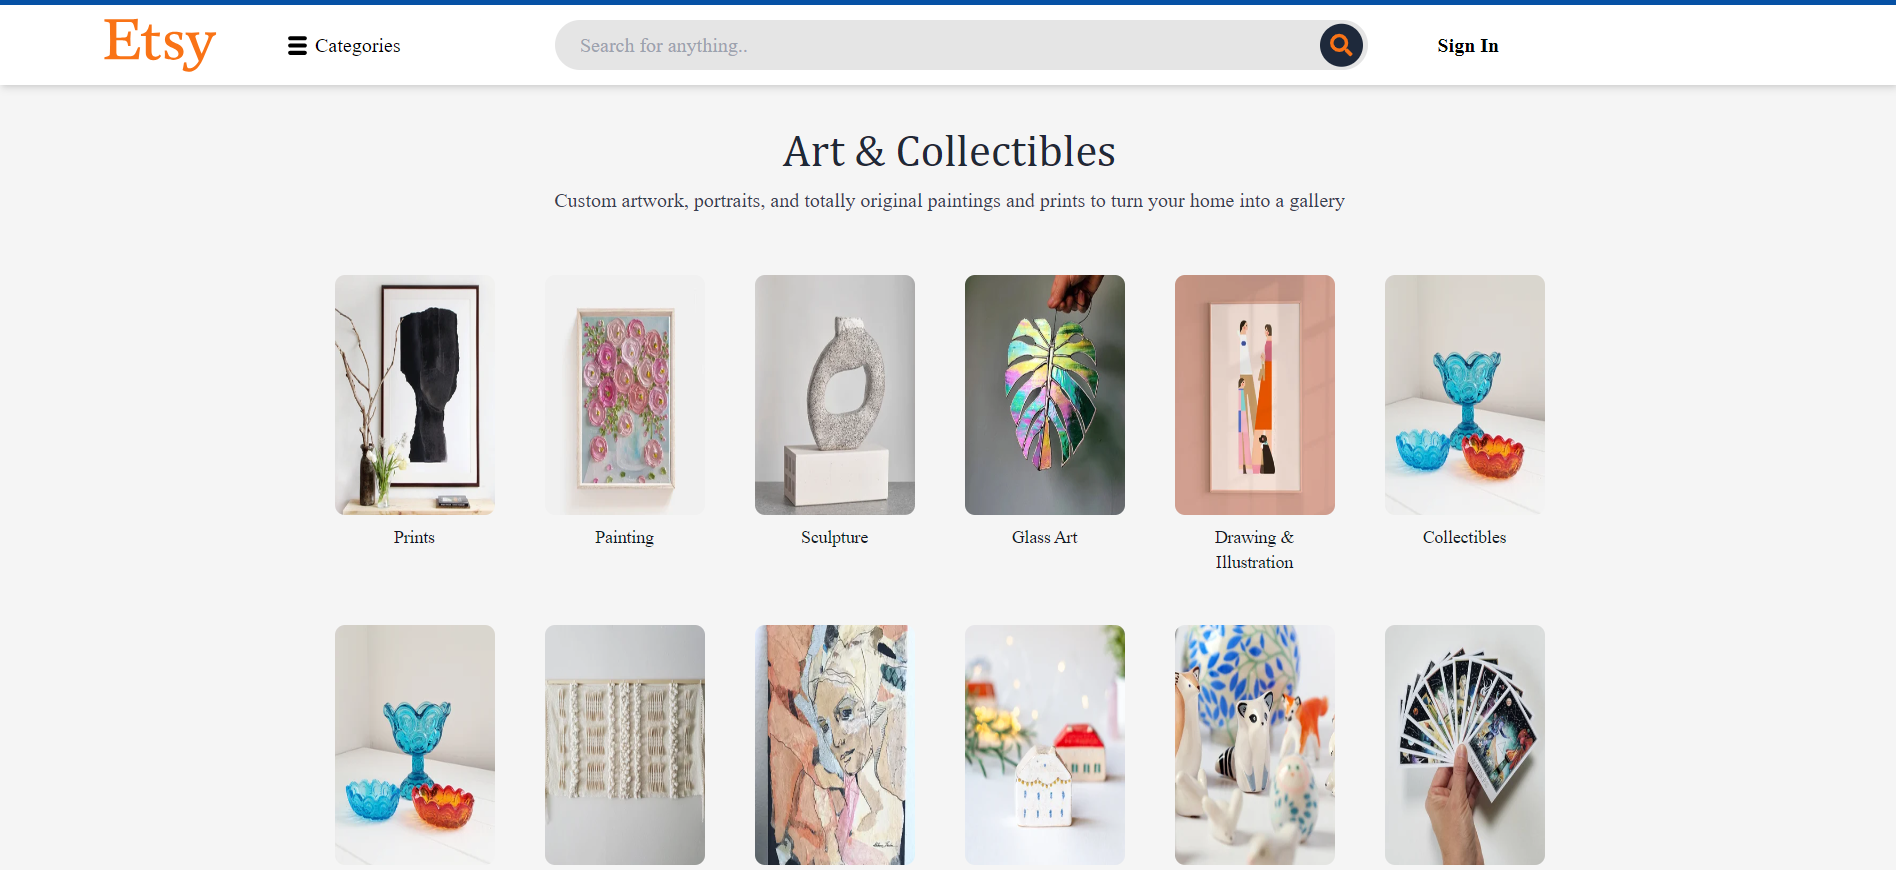 Etsy
Categories
Search for anything..
Sign In
Art & Collectibles
Custom artwork, portraits, and totally original paintings and prints to turn your home into a gallery
Prints
Painting
Sculpture
Glass Art
Drawing &
Illustration
Collectibles